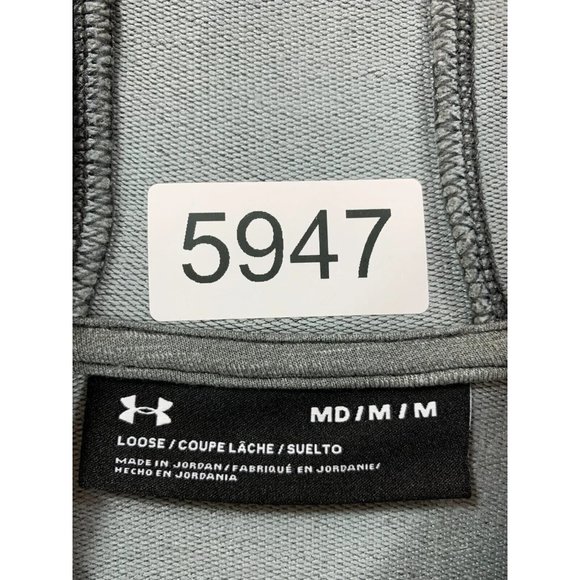 5947
MD / M / M
LOOSE / COUPE LÂCHE / SUELTO
MADE IN JORDAN / FABRIQUÉ EN JORDANIE /
HECHO EN JORDANIA